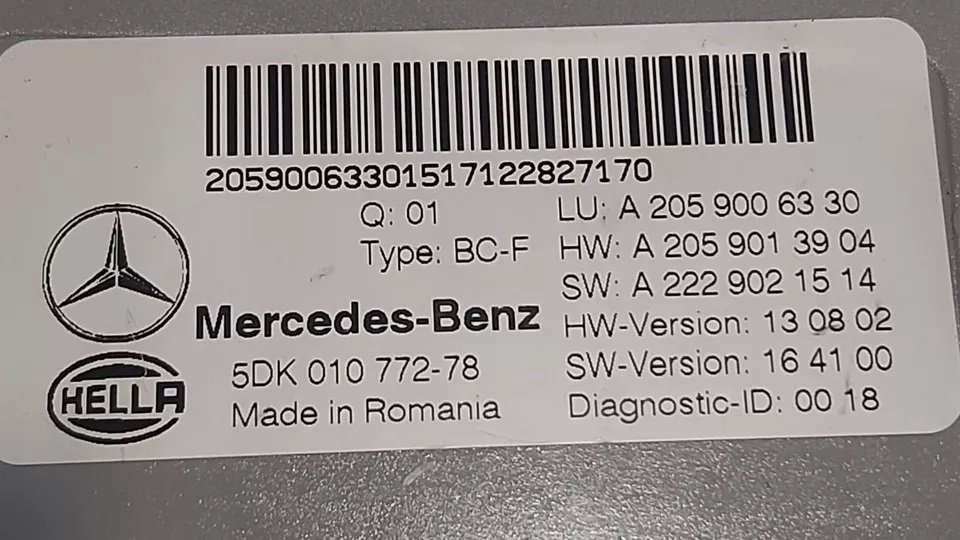 2059006330151712282717​0
Q: 01
LU: A 205 900 63 30
Type: BC-F
HW: A 205 901 39 04
SW: A 222 902 15 14
Mercedes-Benz
HW-Version: 13 08 02
5DK 010 772-78
SW-Version: 16 41 00
HELLA
Made in Romania
Diagnostic-ID: 00 18